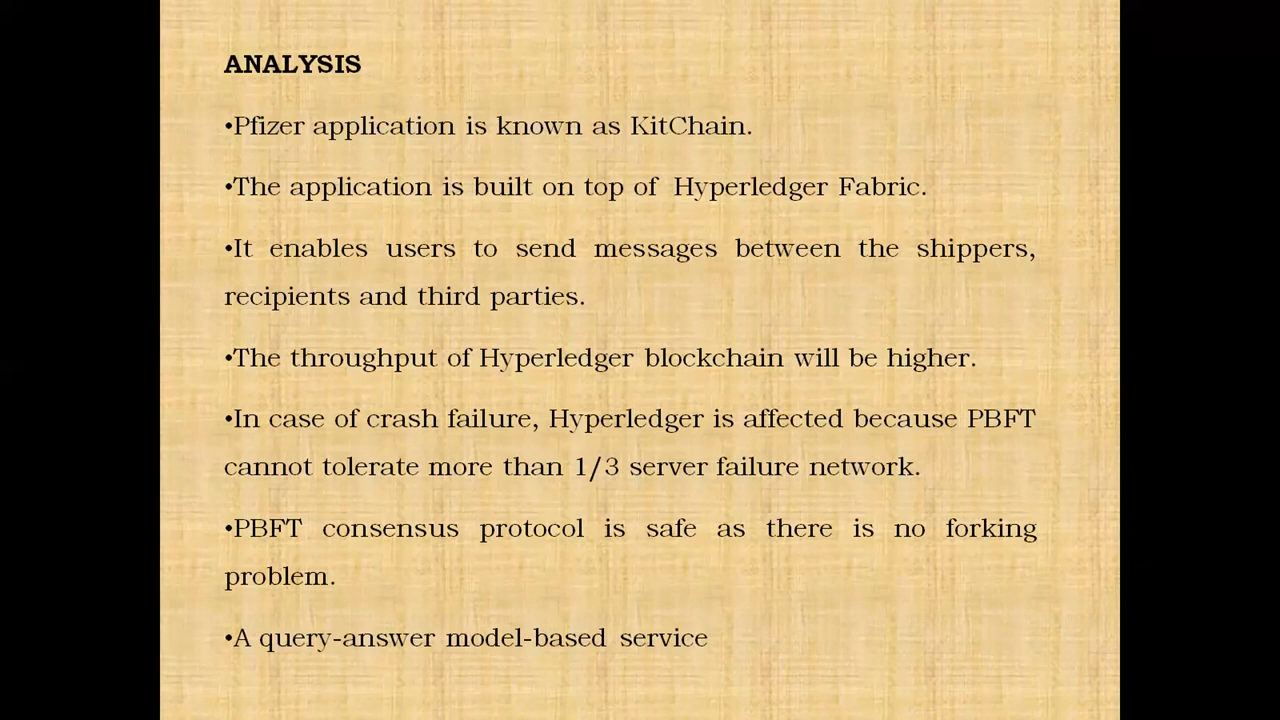 ANALYSIS
•Pfizer application is known as KitChain.
•The application is built on top of Hyperledger Fabric.
•It enables users to send messages between the shippers,
recipients and third parties.
•The throughput of Hyperledger blockchain will be higher.
•In case of crash failure, Hyperledger is affected because PBFT
cannot tolerate more than 1/3 server failure network.
•PBFT consensus protocol is safe as there is no forking
problem.
•A query-answer model-based service